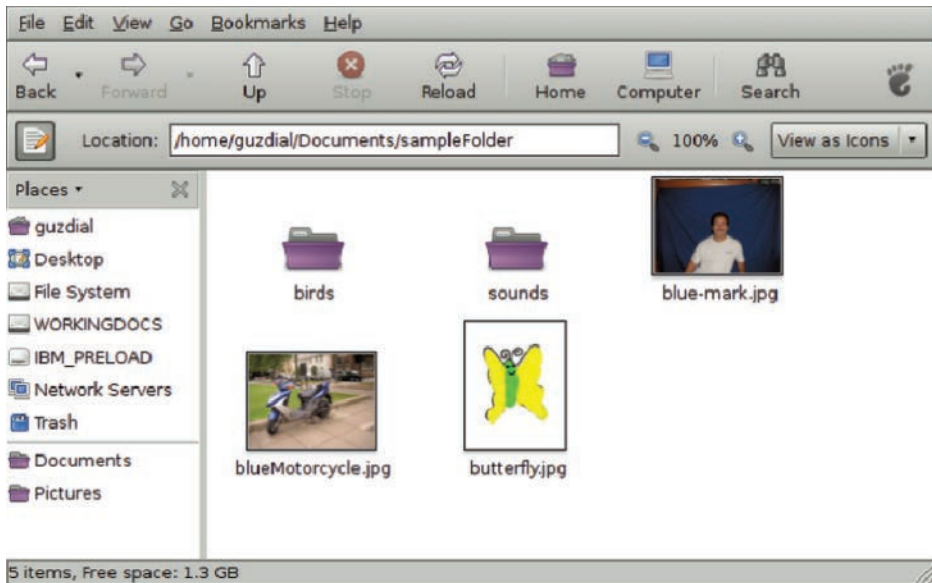 File Edit View Go Bookmarks Help
Back Forward Up Stop Reload Home Computer Search
Location: /home/guzdial/Documents/sampleFolder 100% View as Icons
Places
guzdial
Desktop
File System
WORKINGDOCS
IBM_PRELOAD
Network Servers
Trash
Documents
Pictures
birds sounds blue-mark.jpg
blueMotorcycle.jpg butterfly.jpg
5 items, Free space: 1.3 GB